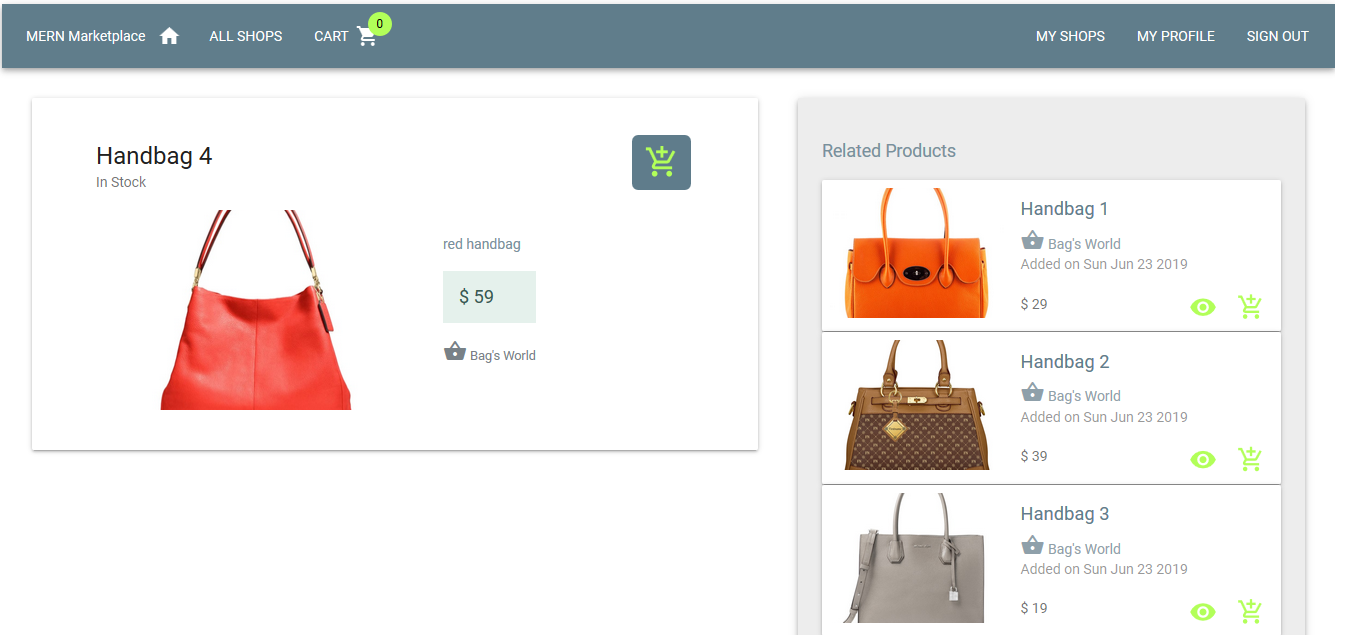 MERN Marketplace
ALL SHOPS
CART
0
MY SHOPS
MY PROFILE
SIGN OUT
Handbag 4
In Stock
red handbag
$ 59
Bag's World
Related Products
Handbag 1
Bag's World
Added on Sun Jun 23 2019
$ 29
Handbag 2
Bag's World
Added on Sun Jun 23 2019
$ 39
Handbag 3
Bag's World
Added on Sun Jun 23 2019
$ 19